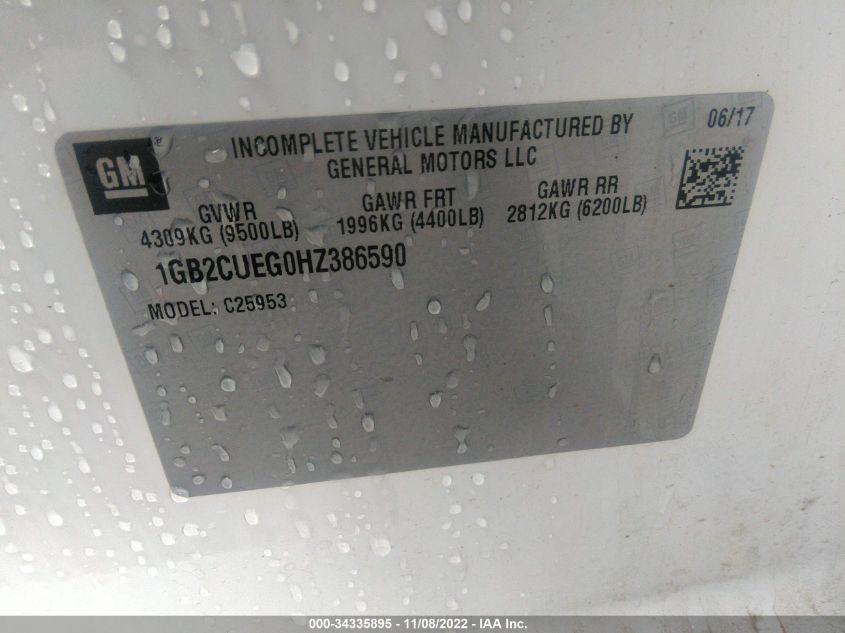 GM
INCOMPLETE VEHICLE MANUFACTURED BY
GENERAL MOTORS LLC
06/17
GVWR
4309KG (9500LB)
GAWR FRT
1996KG (4400LB)
GAWR RR
2812KG (6200LB)
1GB2CUEG0HZ386590
MODEL: C25953
000-34335895 - 11/08/2022 - IAA Inc.